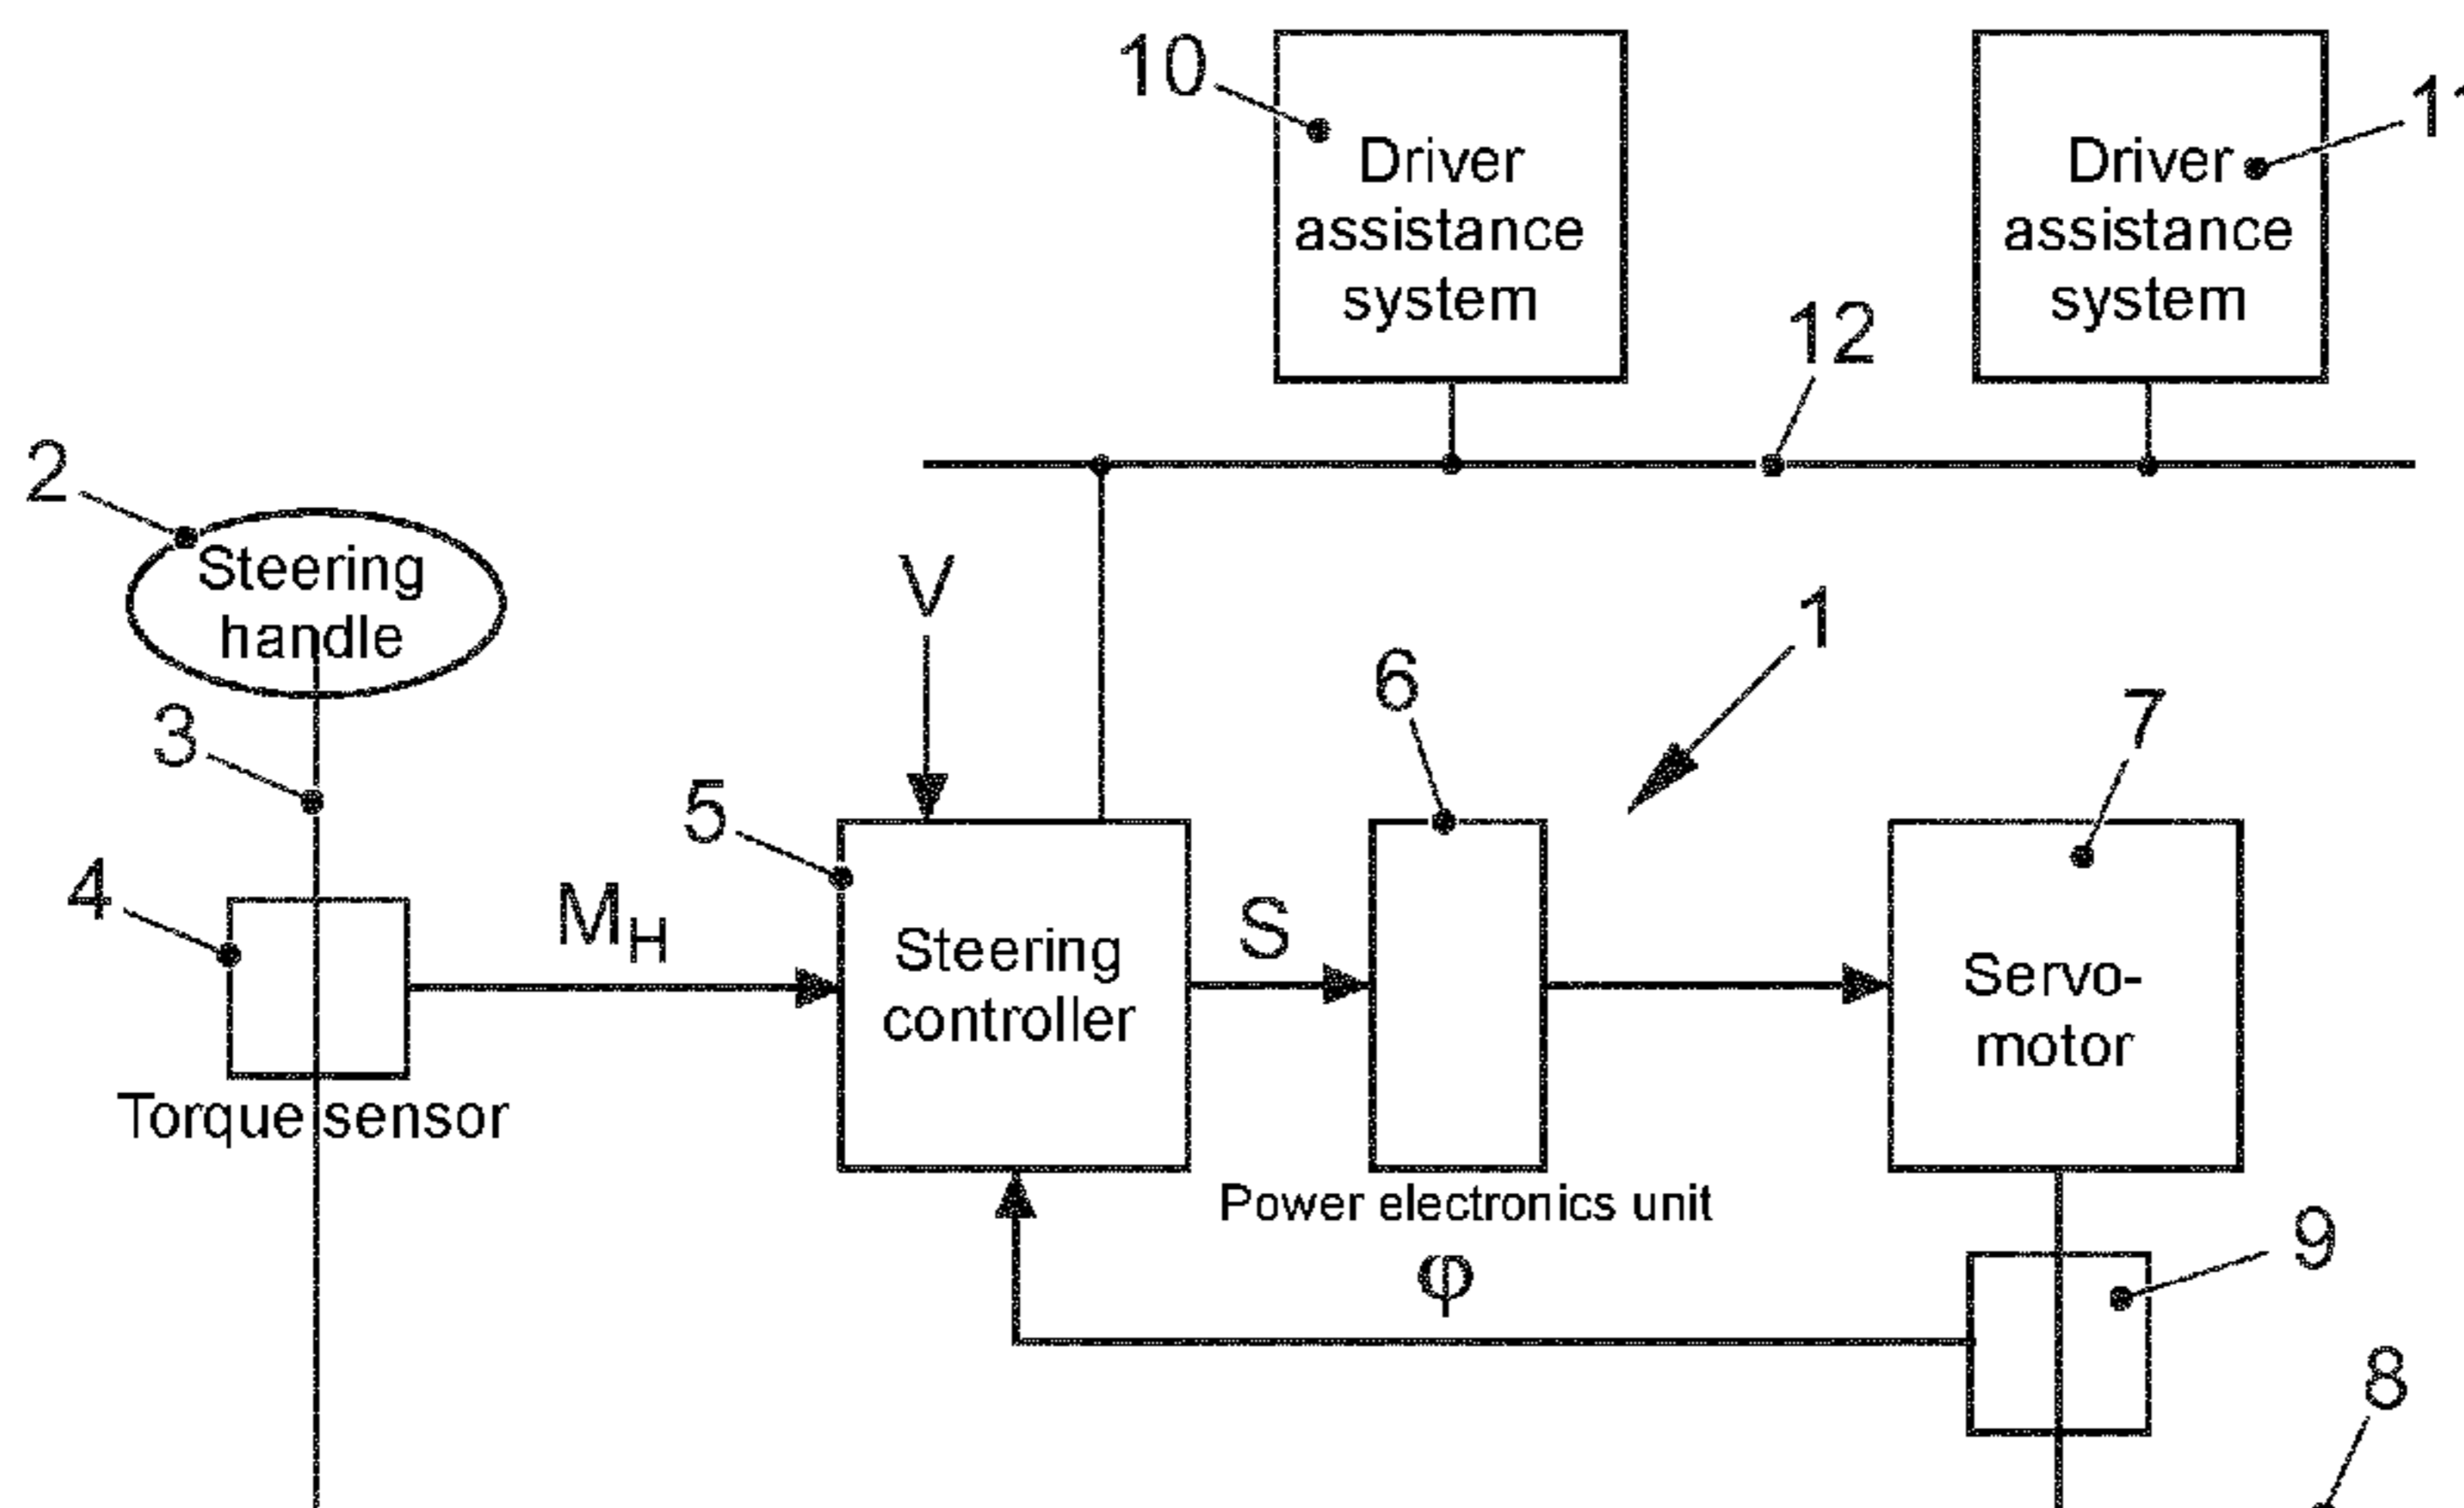 10
Driver
assistance
system
11
Driver
assistance
system
12
2
Steering
handle
V
1
3
6
7
5
4
MH
Steering
controller
S
Servo-
motor
Torque sensor
Power electronics unit
φ
9
8